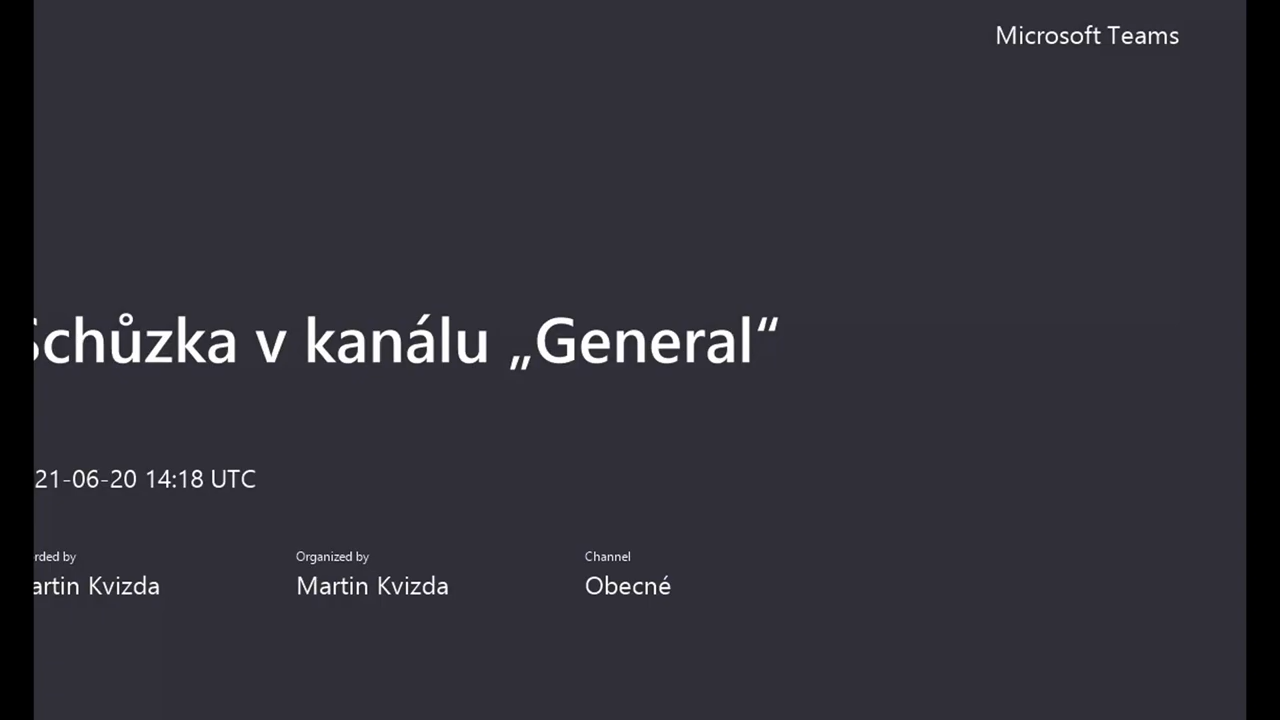 Microsoft Teams
Schůzka v kanálu „General“
21-06-20 14:18 UTC
rded by
Organized by
Channel
artin Kvizda
Martin Kvizda
Obecné